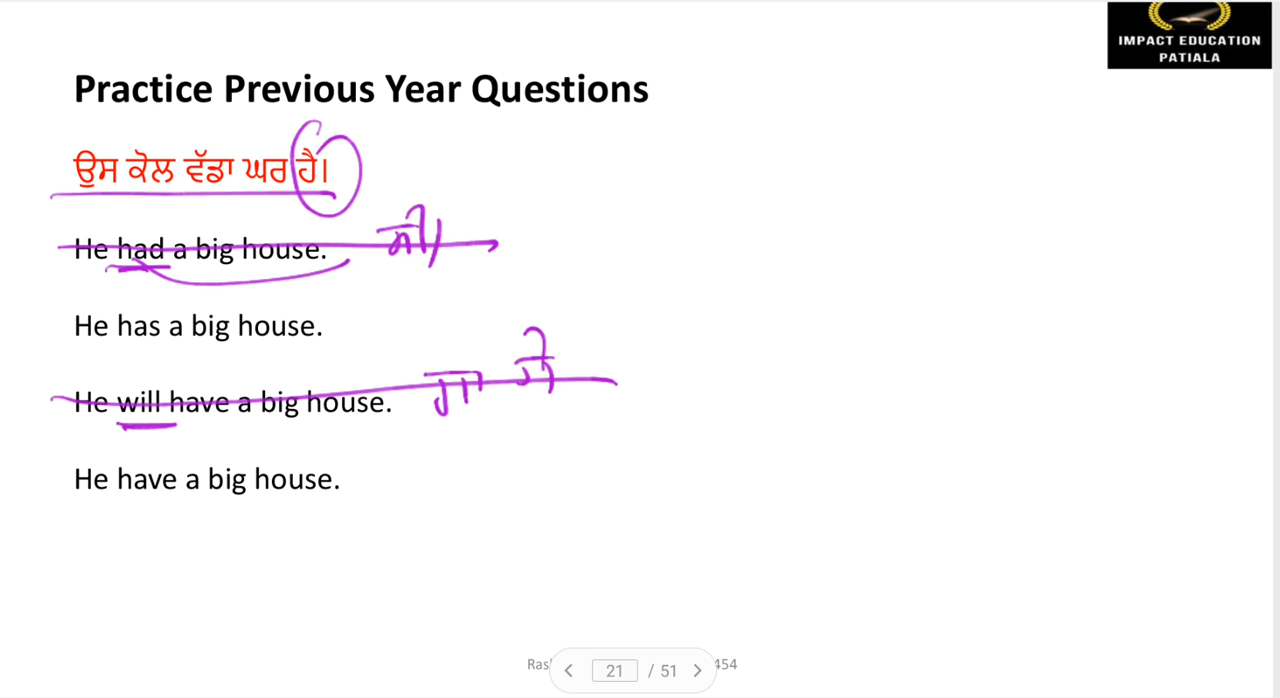 IMPACT EDUCATION
PATIALA
Practice Previous Year Questions
ਉਸ ਕੋਲ ਵੱਡਾ ਘਰ ਹੈ।
He had a big house. ਸੀ।
He has a big house.
He will have a big house. ਗਾ
He have a big house.
21 / 51
454